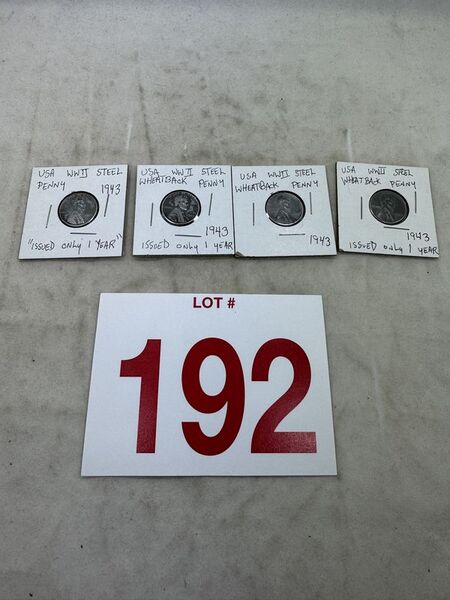 USA WWII STEEL
PENNY 1943
"ISSUED ONLY 1 YEAR"
USA WWII STEEL
WHEATBACK PENNY
1943
ISSUED ONLY 1 YEAR
USA WWII STEEL
WHEATBACK PENNY
1943
USA WWII STEEL
WHEATBACK PENNY
1943
ISSUED ONLY 1 YEAR
LOT #
192